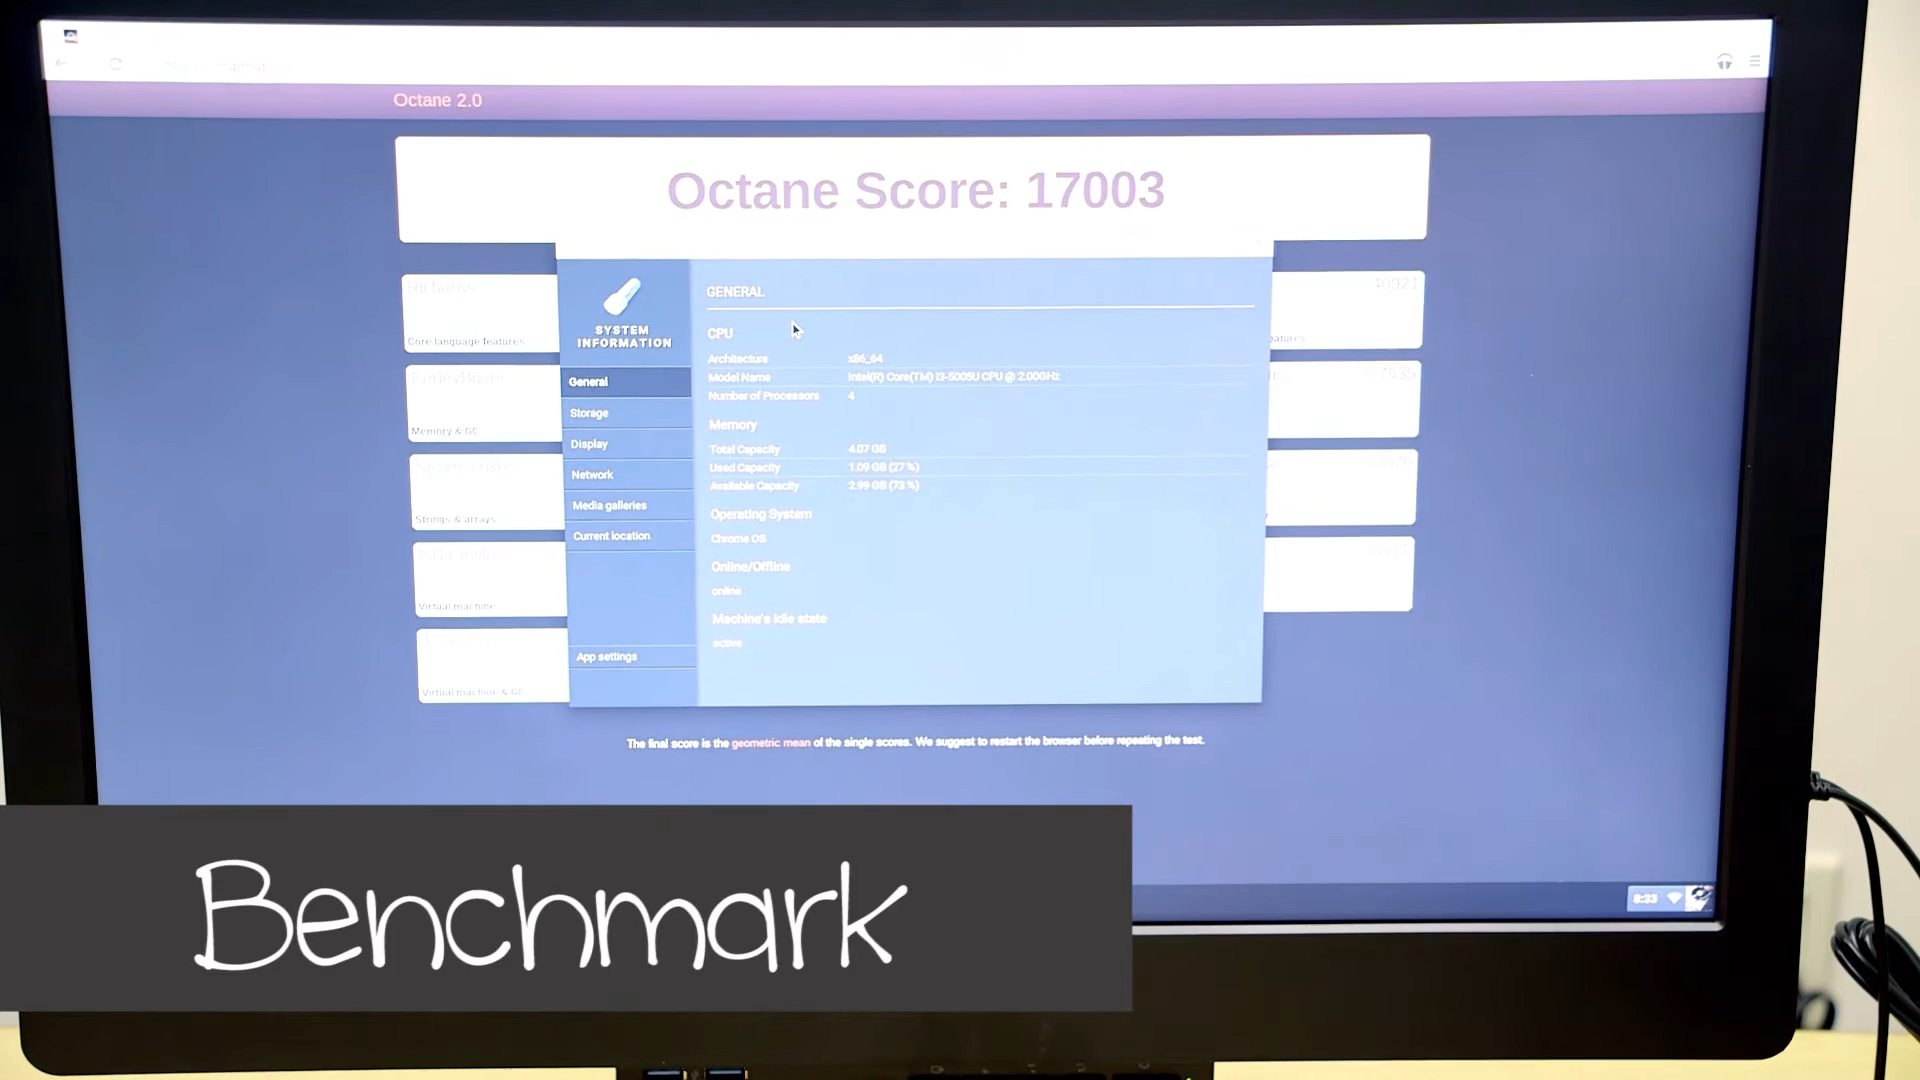 Octane 2.0
Octane Score: 17003
Core language features
Memory & GC
Strings & arrays
Virtual machine
Virtual machine & GC
SYSTEM
INFORMATION
General
Storage
Display
Network
Media galleries
Current location
App settings
GENERAL
CPU
Architecture x86_64
Model Name Intel(R) Core(TM) i3-5005U CPU @ 2.00GHz
Number of Processors 4
Memory
Total Capacity 4.07 GB
Used Capacity 1.09 GB (27 %)
Available Capacity 2.99 GB (73 %)
Operating System
Chrome OS
Online/Offline
online
Machine's idle state
active
The final score is the geometric mean of the single scores. We suggest to restart the browser before repeating the test.
8:33
Benchmark